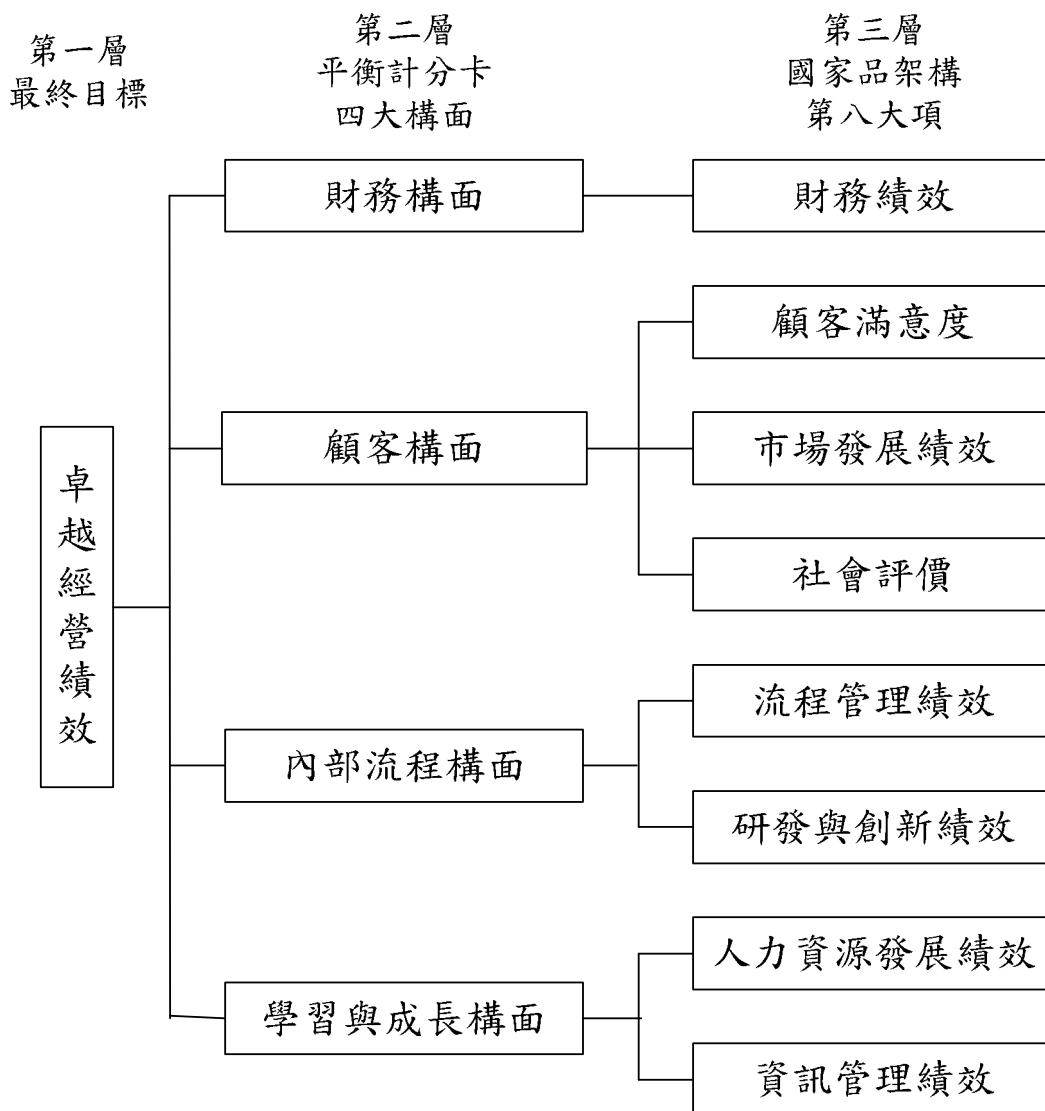 第一層
最終目標
第二層
平衡計分卡
四大構面
第三層
國家品架構
第八大項
卓越經營績效
財務構面
財務績效
顧客構面
顧客滿意度
市場發展績效
社會評價
內部流程構面
流程管理績效
研發與創新績效
學習與成長構面
人力資源發展績效
資訊管理績效